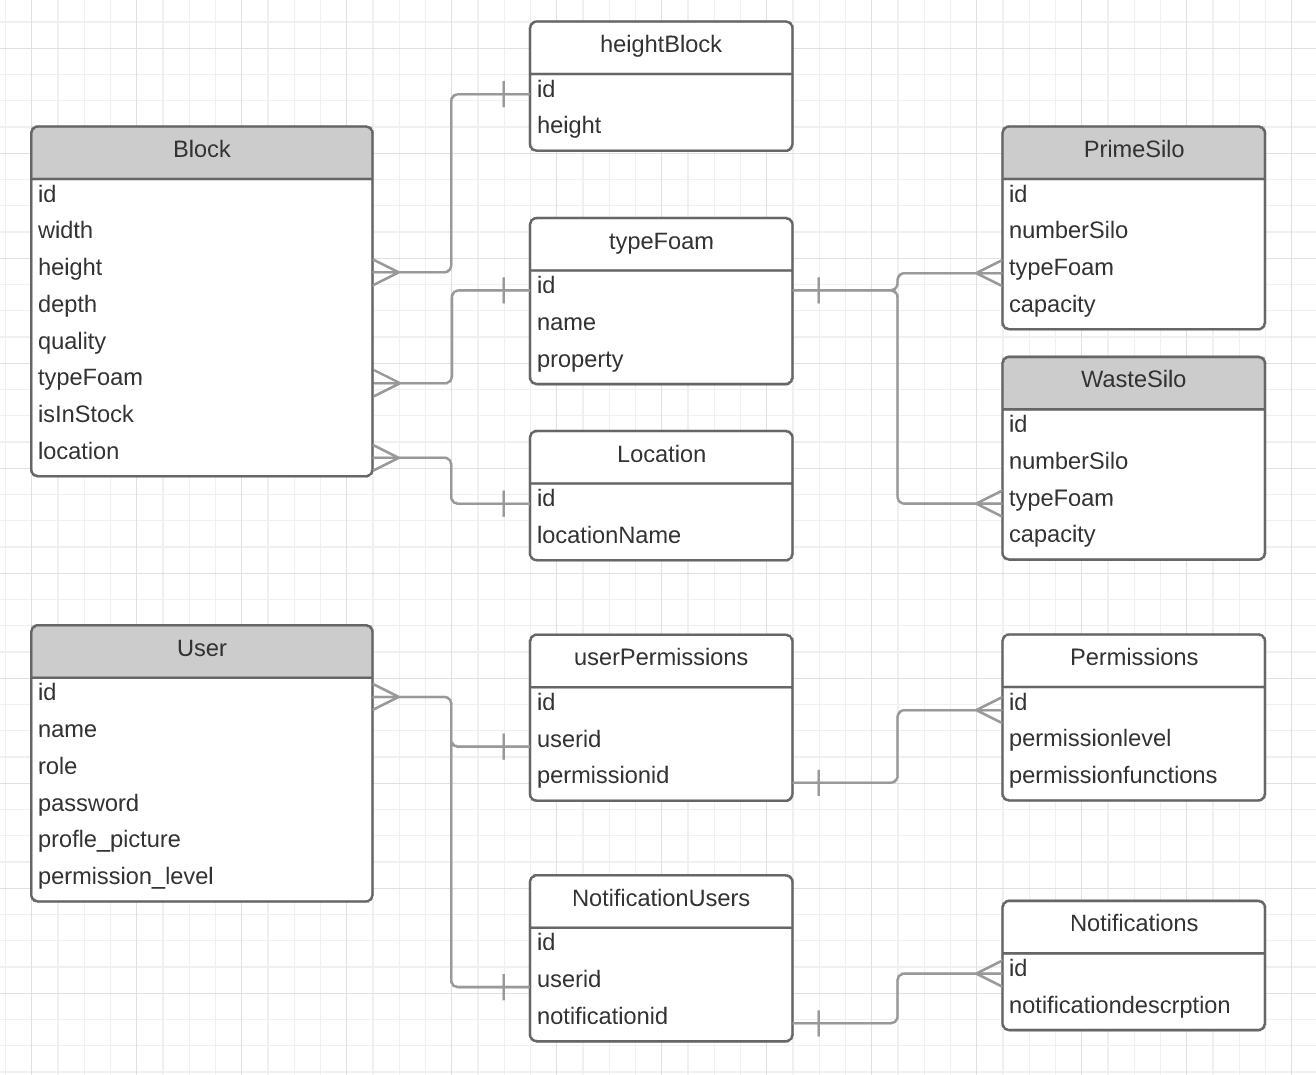 heightBlock
id
height
Block
id
width
height
depth
quality
typeFoam
isInStock
location
typeFoam
id
name
property
Location
id
locationName
PrimeSilo
id
numberSilo
typeFoam
capacity
WasteSilo
id
numberSilo
typeFoam
capacity
User
id
name
role
password
profle_picture
permission_level
userPermissions
id
userid
permissionid
Permissions
id
permissionlevel
permissionfunctions
NotificationUsers
id
userid
notificationid
Notifications
id
notificationdescrption